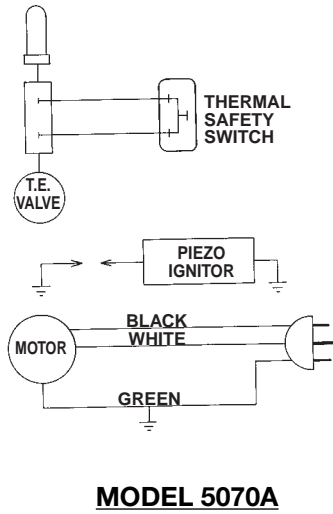 THERMAL
SAFETY
SWITCH
T.E.
VALVE
PIEZO
IGNITOR
BLACK
WHITE
MOTOR
GREEN
MODEL 5070A